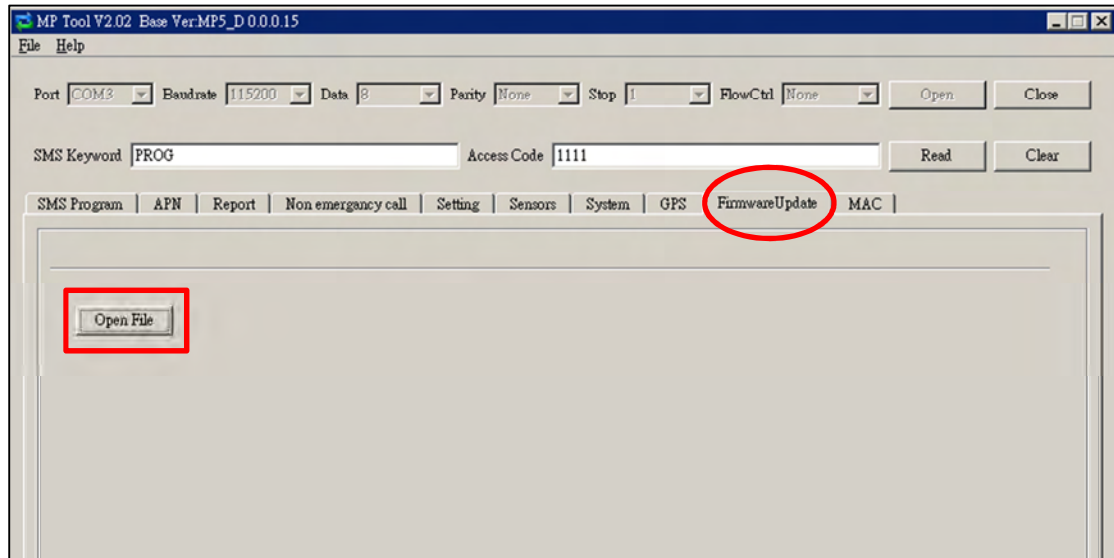 MP Tool V2.02 Base Ver:MP5_D 0.0.0.15
File Help
Port COM3 Baudrate 115200 Data 8 Parity None Stop 1 FlowCtrl None Open Close
SMS Keyword PROG Access Code 1111 Read Clear
SMS Program APN Report Non emergancy call Setting Sensors System GPS FirmwareUpdate MAC
Open File